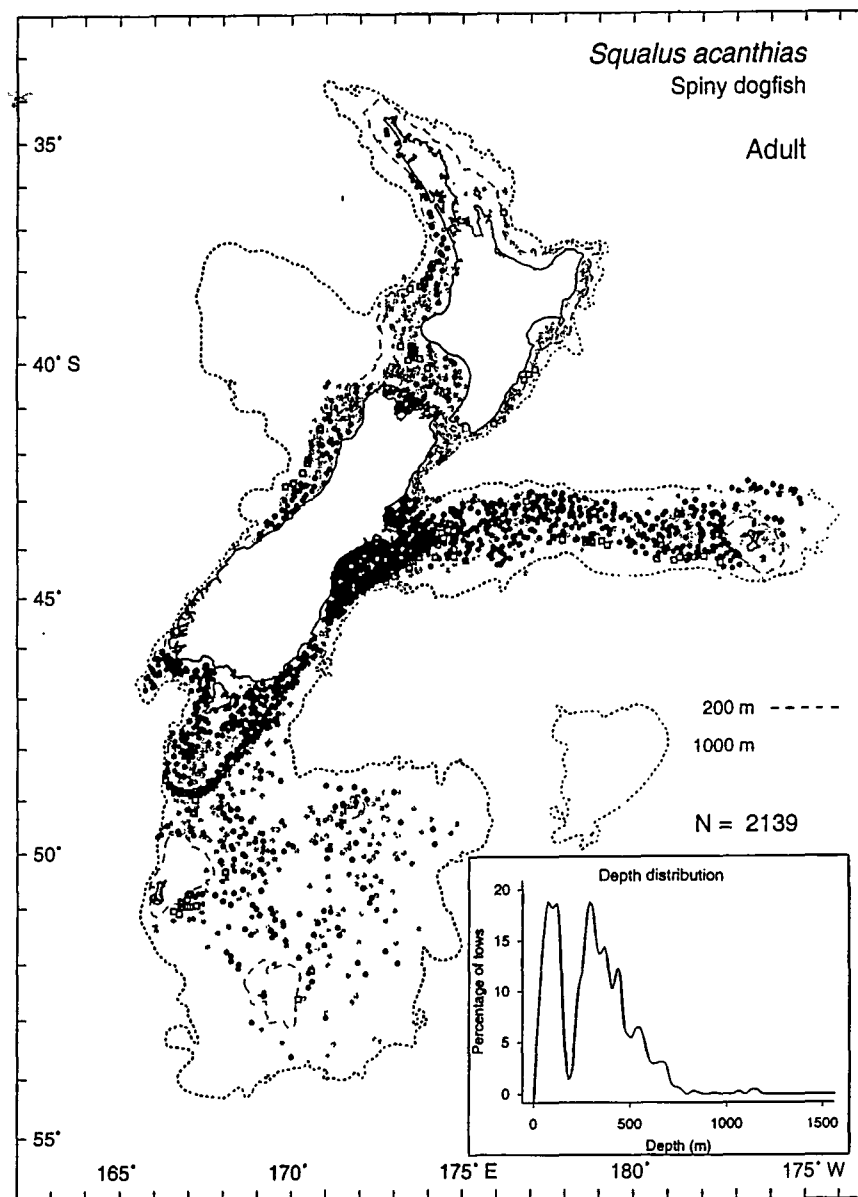 Squalus acanthias
Spiny dogfish
Adult
35°
40° S
45°
50°
55°
200 m
1000 m
N = 2139
Depth distribution
Percentage of tows
20
15
10
5
0
0
500
1000
1500
Depth (m)
165°
170°
175° E
180°
175° W